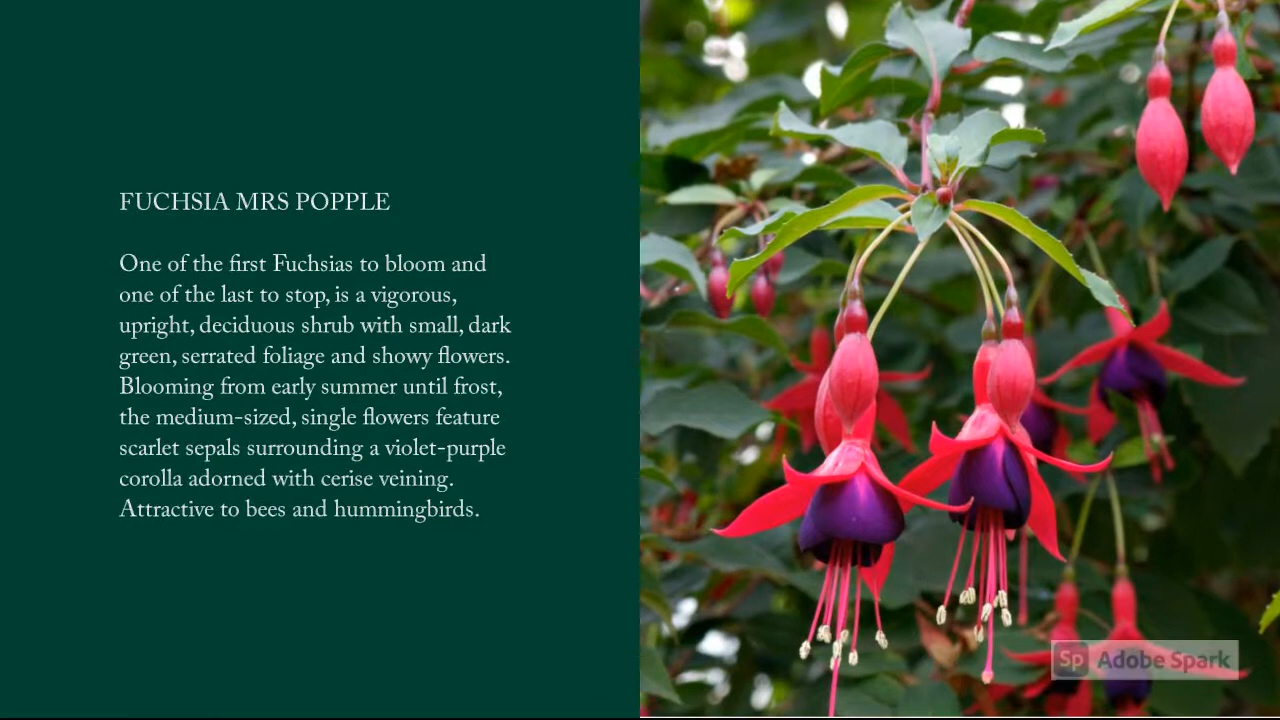 FUCHSIA MRS POPPLE
One of the first Fuchsias to bloom and
one of the last to stop, is a vigorous,
upright, deciduous shrub with small, dark
green, serrated foliage and showy flowers.
Blooming from early summer until frost,
the medium-sized, single flowers feature
scarlet sepals surrounding a violet-purple
corolla adorned with cerise veining.
Attractive to bees and hummingbirds.
Sp Adobe Spark